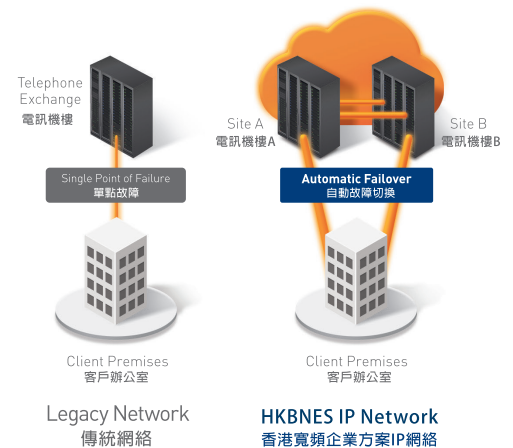 Telephone
Exchange
電訊機樓
Single Point of Failure
單點故障
Client Premises
客戶辦公室
Legacy Network
傳統網絡
Site A
電訊機樓A
Site B
電訊機樓B
Automatic Failover
自動故障切換
Client Premises
客戶辦公室
HKBNES IP Network
香港寬頻企業方案IP網絡